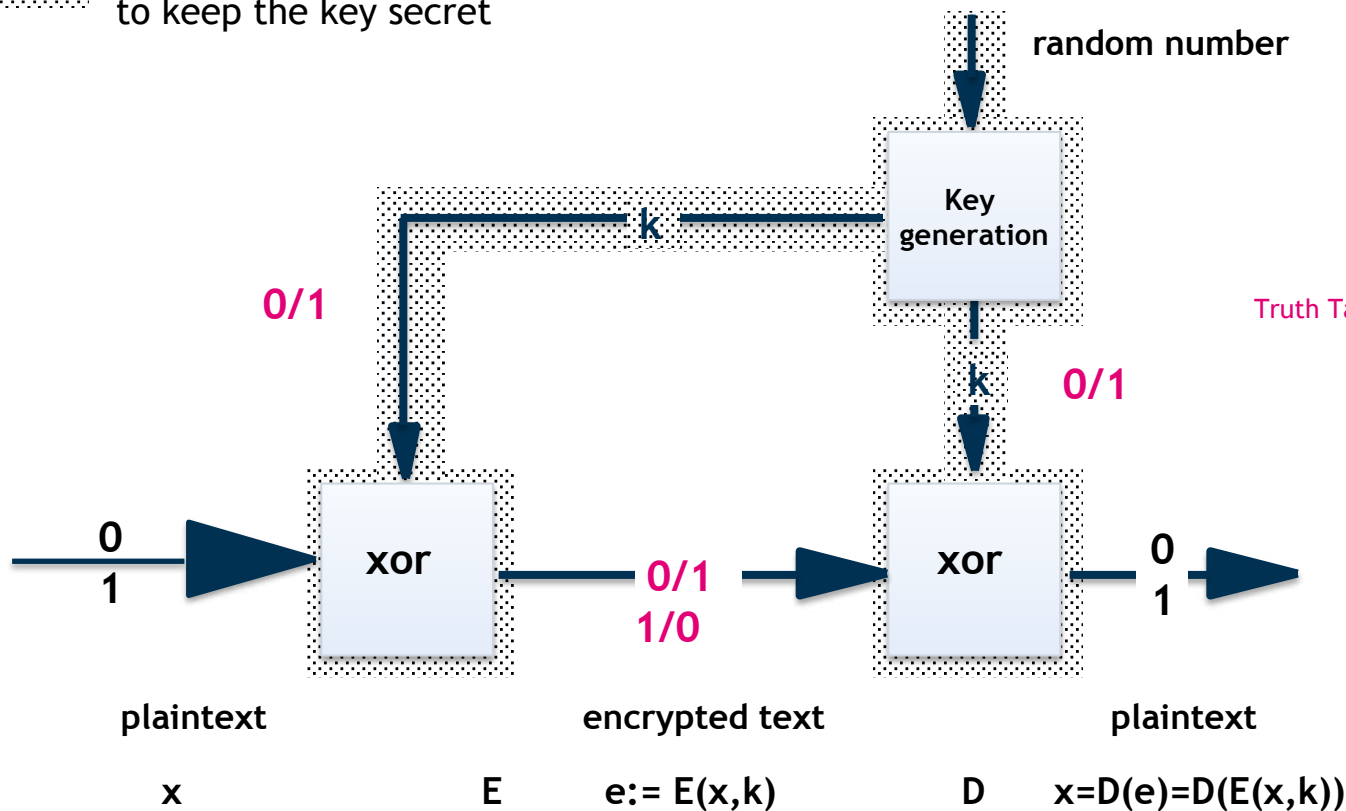 to keep the key secret
random number
Key
generation
k
0/1
Truth
k
0/1
0
1
xor
0/1
1/0
xor
0
1
plaintext
encrypted text
plaintext
x
E
e:= E(x,k)
D
x=D(e)=D(E(x,k))